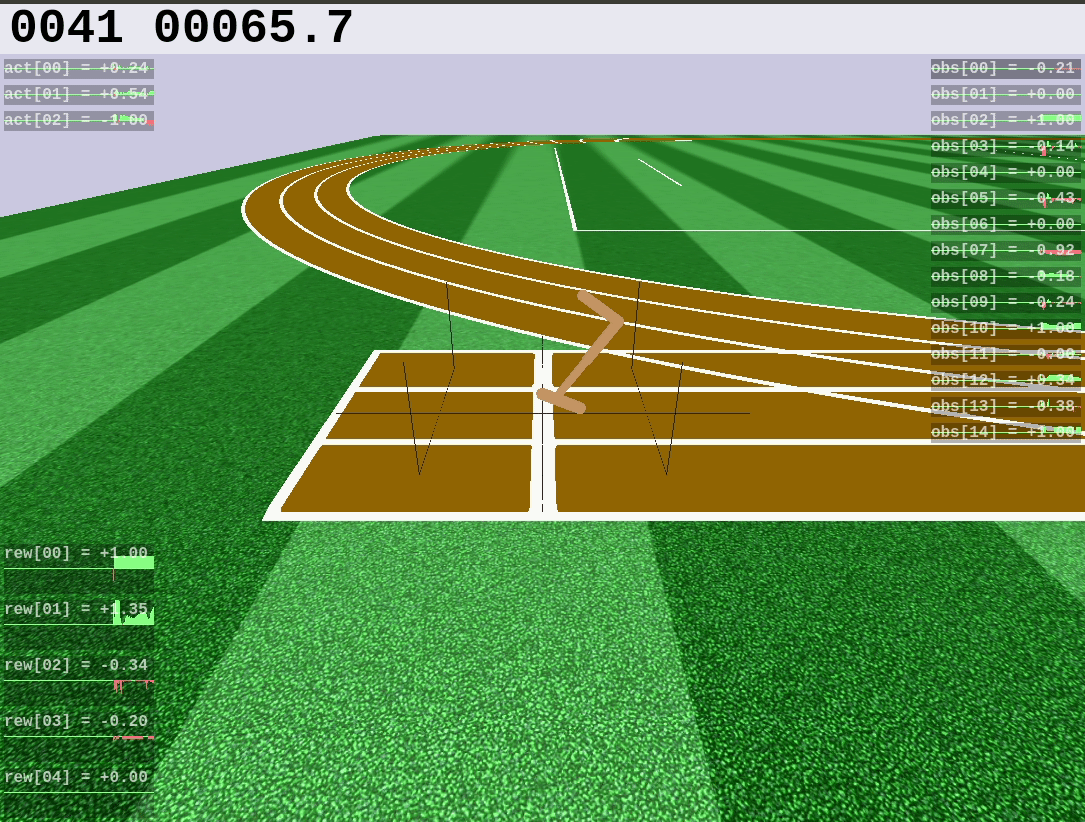 0041 00065.7
act[00] = +0.24
act[01] = +0.54
act[02] = -1.00
obs[00] = -0.21
obs[01] = +0.00
obs[02] = +1.00
obs[03] = -0.14
obs[04] = +0.00
obs[05] = -0.43
obs[06] = +0.00
obs[07] = -0.92
obs[08] = -0.18
obs[09] = -0.24
obs[10] = +1.00
obs[12] = +0.34
obs[13] = -0.38
obs[14] = +1.00
rew[00] = +1.00
rew[01] = +1.35
rew[02] = -0.34
rew[03] = -0.20
rew[04] = +0.00